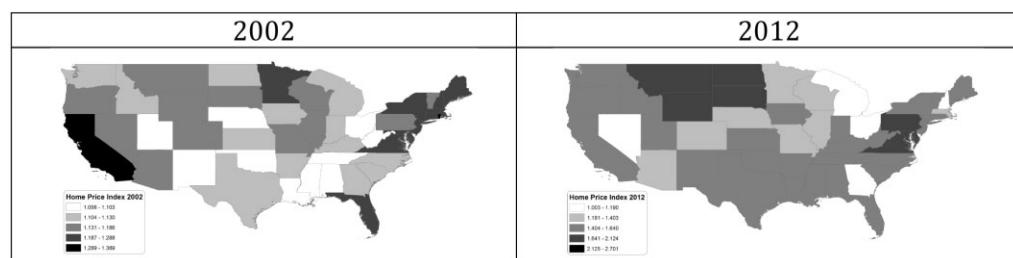 2002
2012
Home Price Index 2002
1.098 - 1.103
1.104 - 1.130
1.131 - 1.186
1.187 - 1.288
1.289 - 1.369
Home Price Index 2012
1.003 - 1.190
1.191 - 1.403
1.404 - 1.640
1.641 - 2.124
2.125 - 2.701